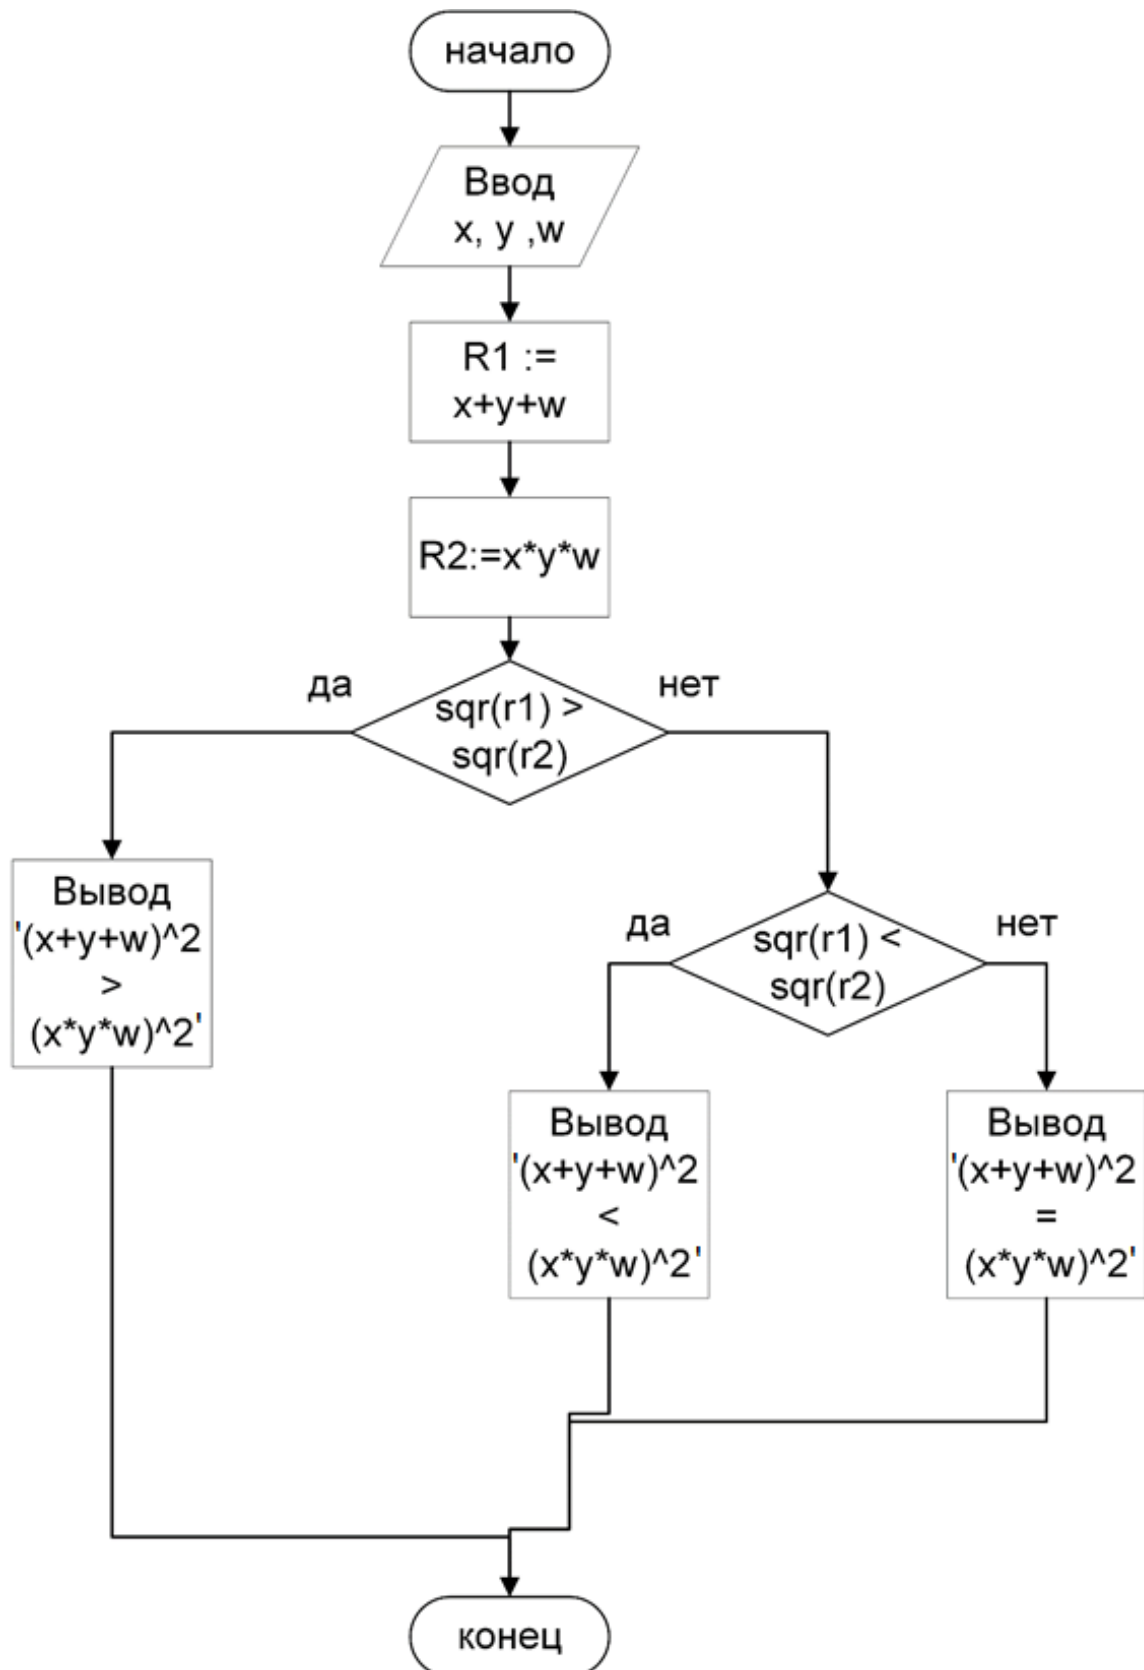 начало
Ввод
x, y ,w
R1 :=
x+y+w
R2:=x*y*w
да
нет
sqr(r1) >
sqr(r2)
Вывод
'(x+y+w)^2
>
(x*y*w)^2'
да
нет
sqr(r1) <
sqr(r2)
Вывод
'(x+y+w)^2
<
(x*y*w)^2'
Вывод
'(x+y+w)^2
=
(x*y*w)^2'
конец